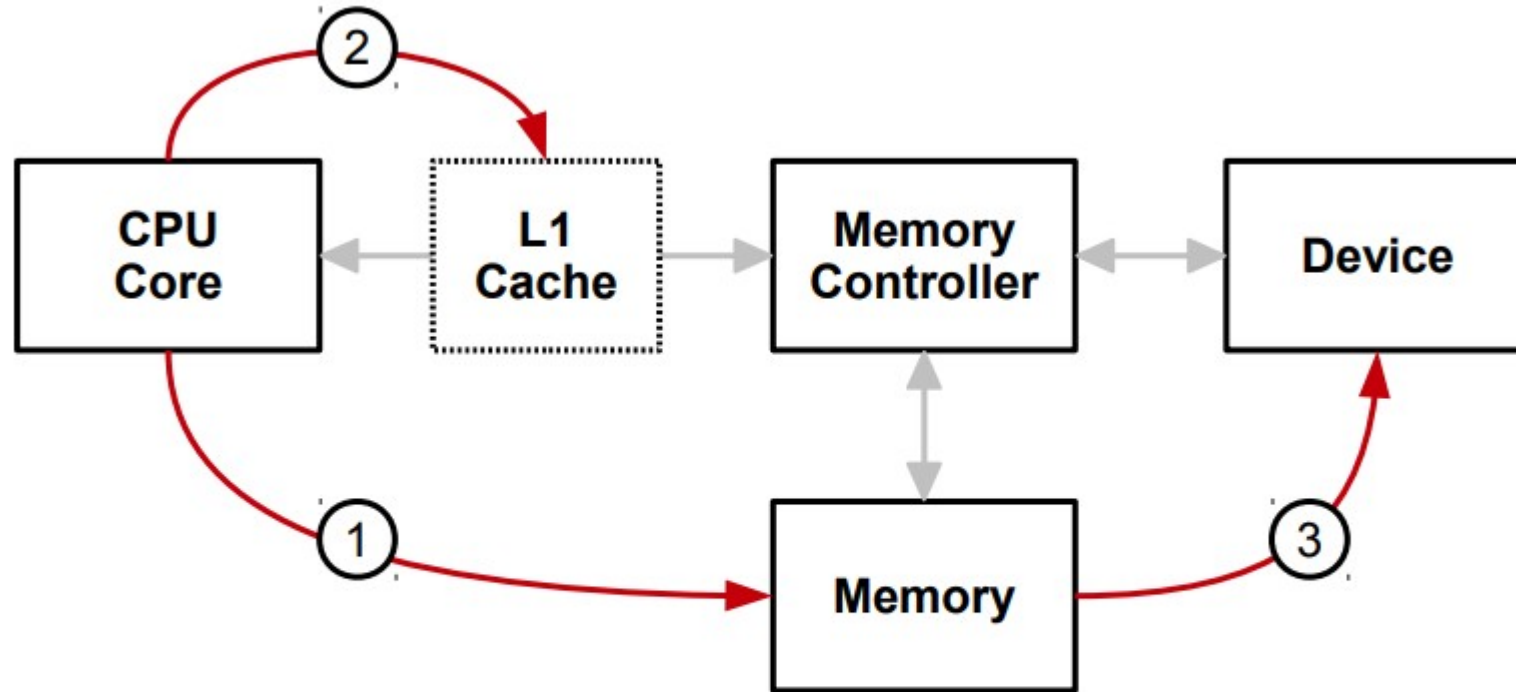 2
CPU
Core
L1
Cache
Memory
Controller
Device
1
Memory
3